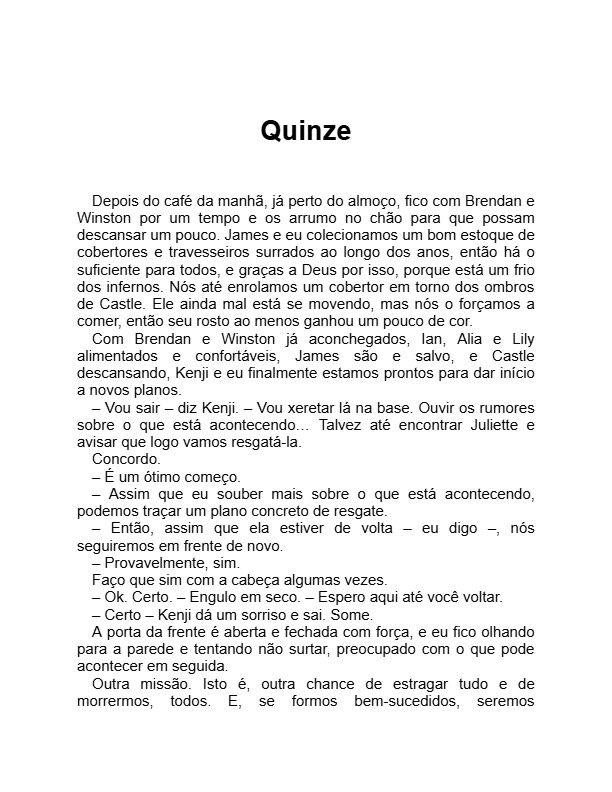 Quinze
Depois do café da manhã, já perto do almoço, fico com Brendan e
Winston por um tempo e os arrumo no chão para que possam
descansar um pouco. James e eu colecionamos um bom estoque de
cobertores e travesseiros surrados ao longo dos anos, então há o
suficiente para todos, e graças a Deus por isso, porque está um frio
dos infernos. Nós até enrolamos um cobertor em torno dos ombros
de Castle. Ele ainda mal está se movendo, mas nós o forçamos a
comer, então seu rosto ao menos ganhou um pouco de cor.
Com Brendan e Winston já aconchegados, Ian, Alia e Lily
alimentados e confortáveis, James são e salvo, e Castle
descansando, Kenji e eu finalmente estamos prontos para dar início
a novos planos.
– Vou sair – diz Kenji. – Vou xeretar lá na base. Ouvir os rumores
sobre o que está acontecendo... Talvez até encontrar Juliette e
avisar que logo vamos resgatá-la.
Concordo.
– É um ótimo começo.
– Assim que eu souber mais sobre o que está acontecendo,
podemos traçar um plano concreto de resgate.
– Então, assim que ela estiver de volta – eu digo –, nós
seguiremos em frente de novo.
– Provavelmente, sim.
Faço que sim com a cabeça algumas vezes.
– Ok. Certo. – Engulo em seco. – Espero aqui até você voltar.
– Certo – Kenji dá um sorriso e sai. Some.
A porta da frente é aberta e fechada com força, e eu fico olhando
para a parede e tentando não surtar, preocupado com o que pode
acontecer em seguida.
Outra missão. Isto é, outra chance de estragar tudo e de
morrermos, todos. E, se formos bem-sucedidos, seremos